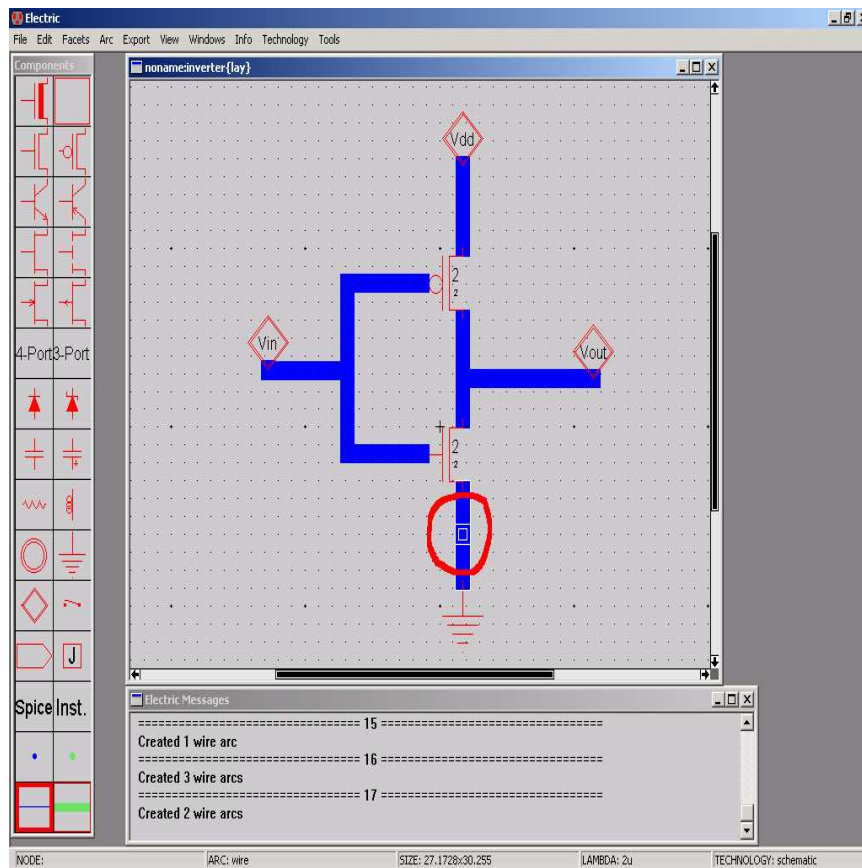 Electric
File Edit Facets Arc Export View Windows Info Technology Tools
Components
4-Port 3-Port
J
Spice Inst.
noname:inverter{lay}
Vdd
2
2
Vin
Vout
2
2
Electric Messages
================================ 15 ================================
Created 1 wire arc
================================ 16 ================================
Created 3 wire arcs
================================ 17 ================================
Created 2 wire arcs
NODE: ARC: wire SIZE: 27.1728x30.255 LAMBDA: 2u TECHNOLOGY: schematic